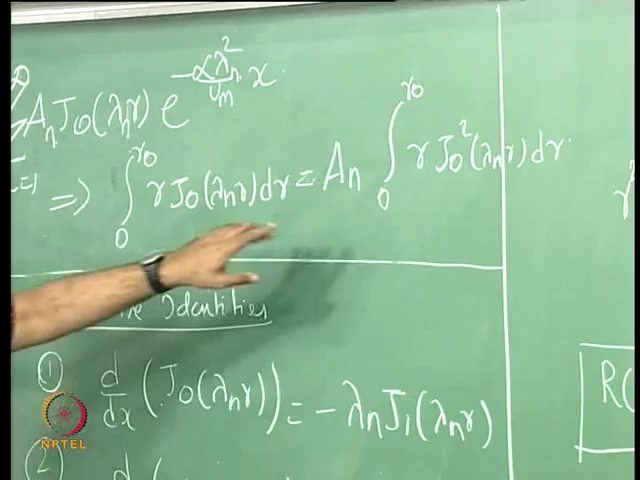 A_n J_0(λ_n r) e^{-αλ_n^2/U_m x}
n=1
=> ∫_0^{r_0} r J_0(λ_n r) dr = A_n ∫_0^{r_0} r J_0^2(λ_n r) dr
Identities
① d/dx (J_0(λ_n r)) = - λ_n J_1(λ_n r)
R(
② d
NPTEL